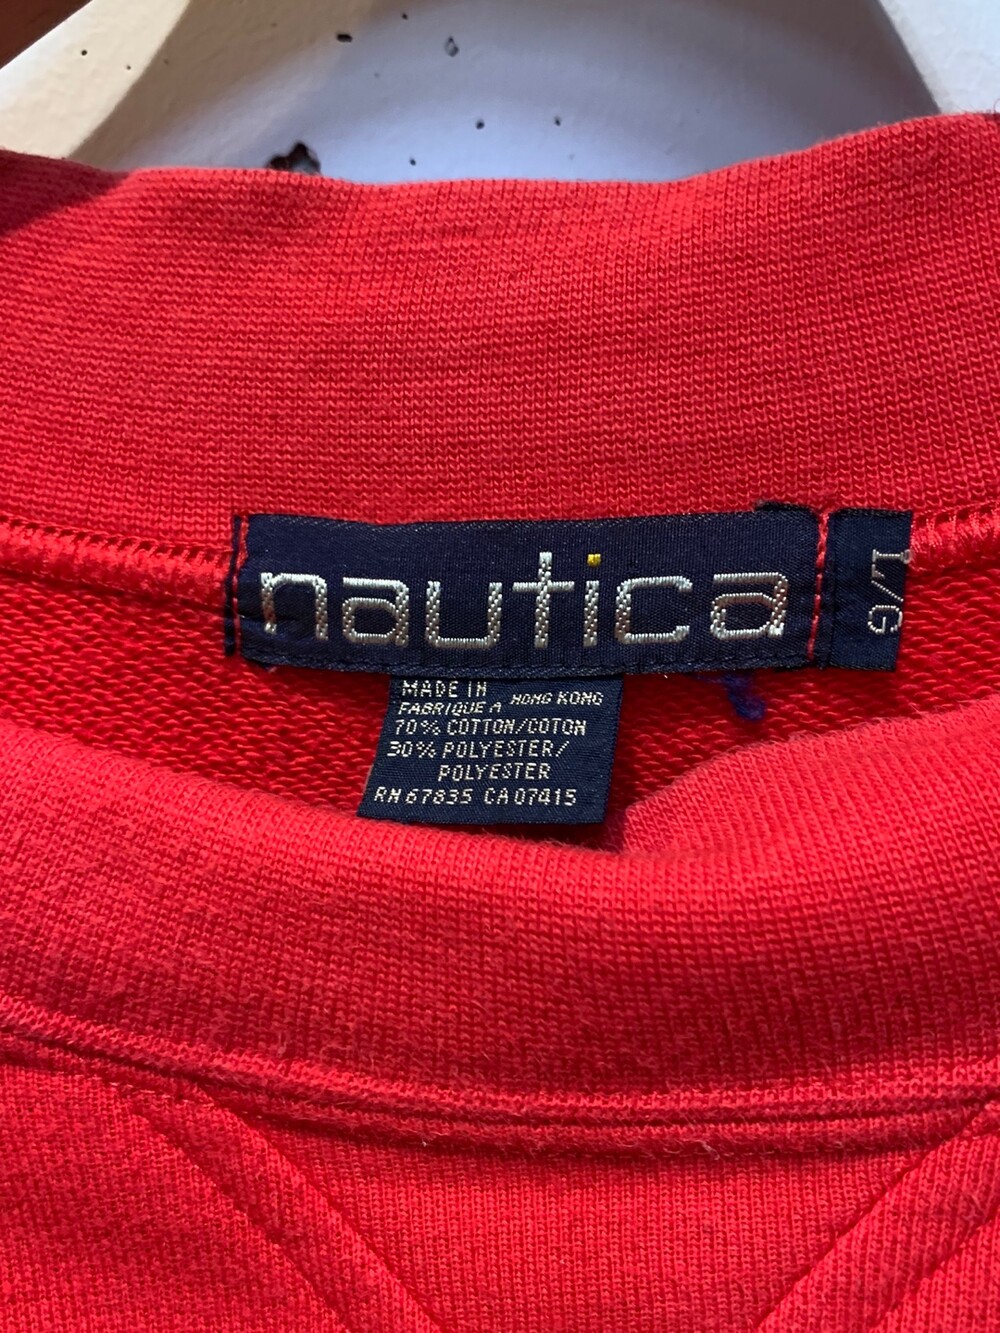 nautica
L/G
MADE IN
FABRIQUE A HONG KONG
70% COTTON/COTON
30% POLYESTER/
POLYESTER
RN 67835 CA 07415